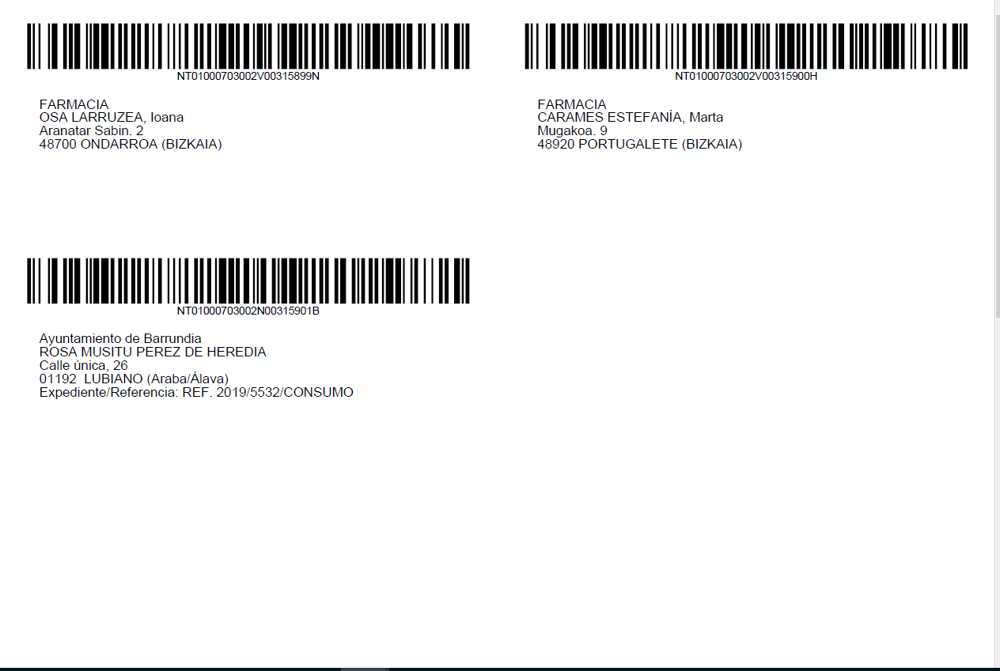 NT01000703002V00315899N
FARMACIA
OSA LARRUZEA, Ioana
Aranatar Sabin. 2
48700 ONDARROA (BIZKAIA)
NT01000703002V00315900H
FARMACIA
CARAMES ESTEFANÍA, Marta
Mugakoa. 9
48920 PORTUGALETE (BIZKAIA)
NT01000703002N00315901B
Ayuntamiento de Barrundia
ROSA MUSITU PEREZ DE HEREDIA
Calle única, 26
01192  LUBIANO (Araba/Álava)
Expediente/Referencia: REF. 2019/5532/CONSUMO